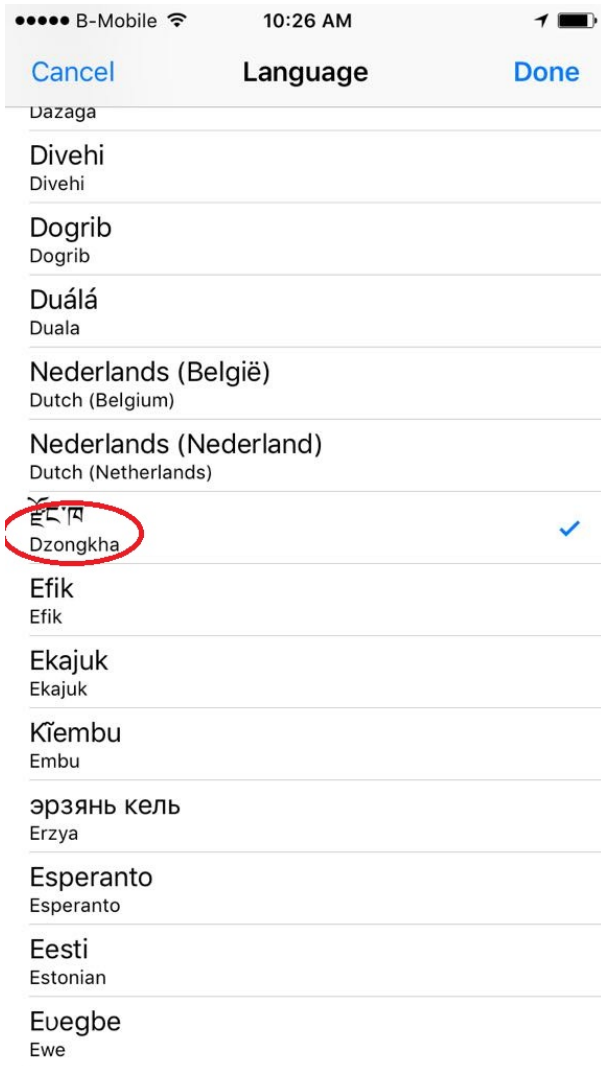 B-Mobile 10:26 AM
Cancel Language Done
Dazaga
Divehi
Divehi
Dogrib
Dogrib
Duálá
Duala
Nederlands (België)
Dutch (Belgium)
Nederlands (Nederland)
Dutch (Netherlands)
རྫོང་ཁ
Dzongkha
Efik
Efik
Ekajuk
Ekajuk
Kĩembu
Embu
эрзянь кель
Erzya
Esperanto
Esperanto
Eesti
Estonian
Eʋegbe
Ewe